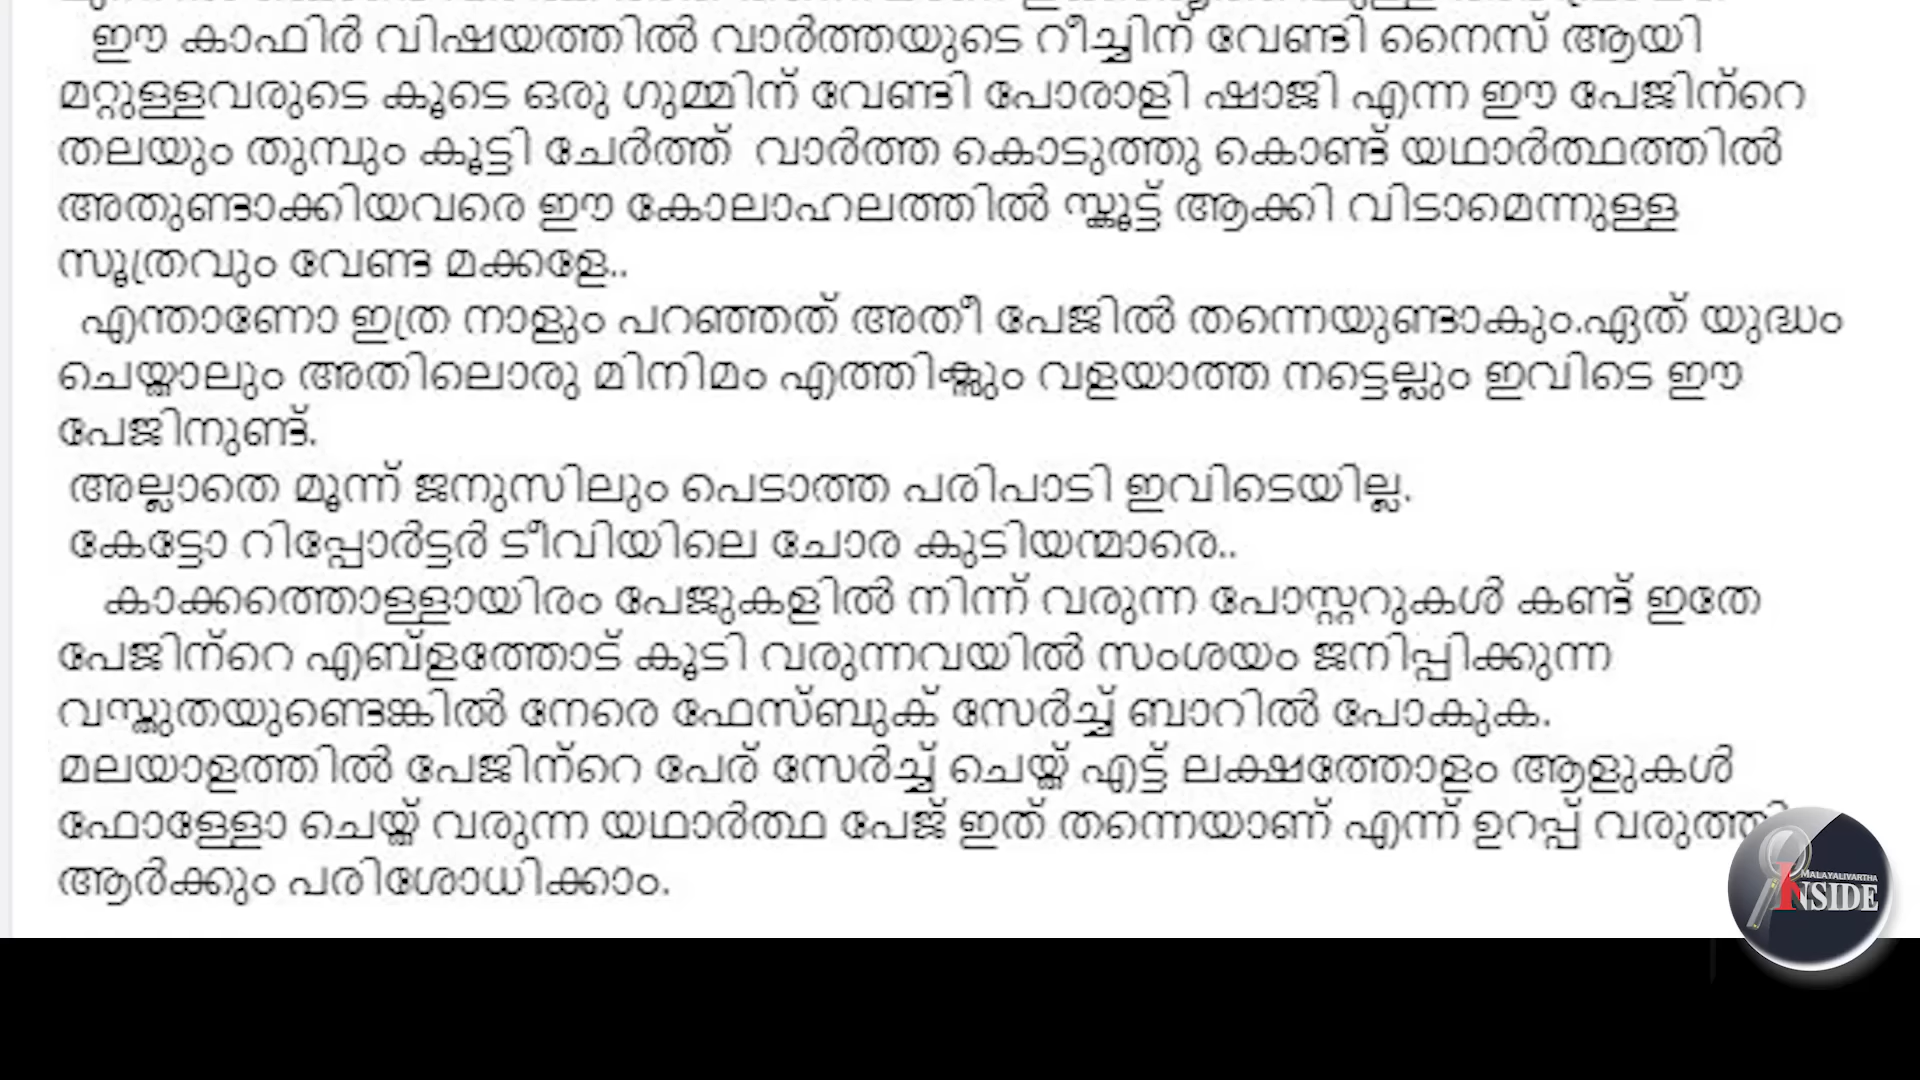 ഈ കാഫിർ വിഷയത്തിൽ വാർത്തയുടെ റീച്ചിന് വേണ്ടി നൈസ് ആയി
മറ്റുള്ളവരുടെ കൂടെ ഒരു ഗുമ്മിന് വേണ്ടി പോരാളി ഷാജി എന്ന ഈ പേജിന്റെ
തലയും തുമ്പും കൂട്ടി ചേർത്ത് വാർത്ത കൊടുത്തു കൊണ്ട് യഥാർത്ഥത്തിൽ
അതുണ്ടാക്കിയവരെ ഈ കോലാഹലത്തിൽ സ്കൂട്ട് ആക്കി വിടാമെന്നുള്ള
സൂത്രവും വേണ്ട മക്കളേ..
എന്താണോ ഇത്ര നാളും പറഞ്ഞത് അതീ പേജിൽ തന്നെയുണ്ടാകും.ഏത് യുദ്ധം
ചെയ്താലും അതിലൊരു മിനിമം എത്തിക്സും വളയാത്ത നട്ടെല്ലും ഇവിടെ ഈ
പേജിനുണ്ട്.
അല്ലാതെ മൂന്ന് ജനുസിലും പെടാത്ത പരിപാടി ഇവിടെയില്ല.
കേട്ടോ റിപ്പോർട്ടർ ടീവിയിലെ ചോര കുടിയന്മാരെ..
കാക്കത്തൊള്ളായിരം പേജുകളിൽ നിന്ന് വരുന്ന പോസ്റ്ററുകൾ കണ്ട് ഇതേ
പേജിന്റെ എബ്ളത്തോട് കൂടി വരുന്നവയിൽ സംശയം ജനിപ്പിക്കുന്ന
വസ്തുതയുണ്ടെങ്കിൽ നേരെ ഫേസ്ബുക് സേർച്ച് ബാറിൽ പോകുക.
മലയാളത്തിൽ പേജിന്റെ പേര് സേർച്ച് ചെയ്ത് എട്ട് ലക്ഷത്തോളം ആളുകൾ
ഫോള്ളോ ചെയ്ത് വരുന്ന യഥാർത്ഥ പേജ് ഇത് തന്നെയാണ് എന്ന് ഉറപ്പ് വരുത്തി
ആർക്കും പരിശോധിക്കാം.
MALAYALIVARTHA
INSIDE